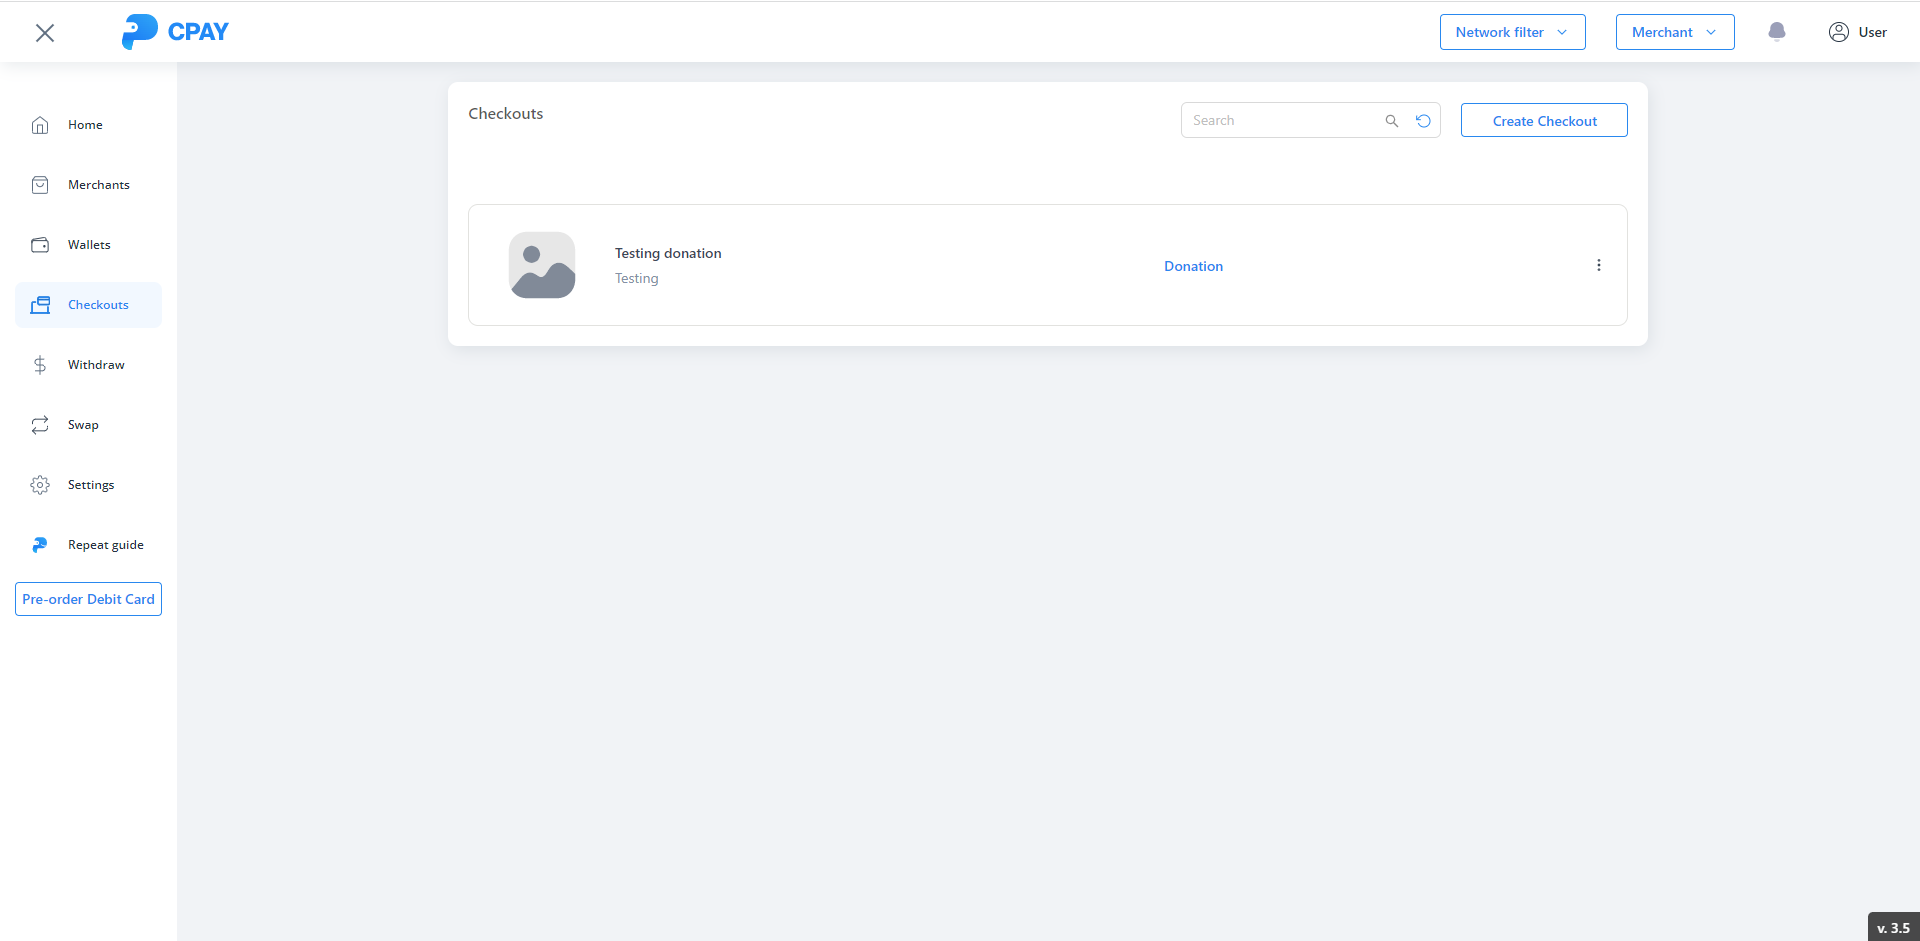 CPAY
Network filter
Merchant
User
Home
Merchants
Wallets
Checkouts
Withdraw
Swap
Settings
Repeat guide
Pre-order Debit Card
Checkouts
Search
Create Checkout
Testing donation
Testing
Donation
v. 3.5